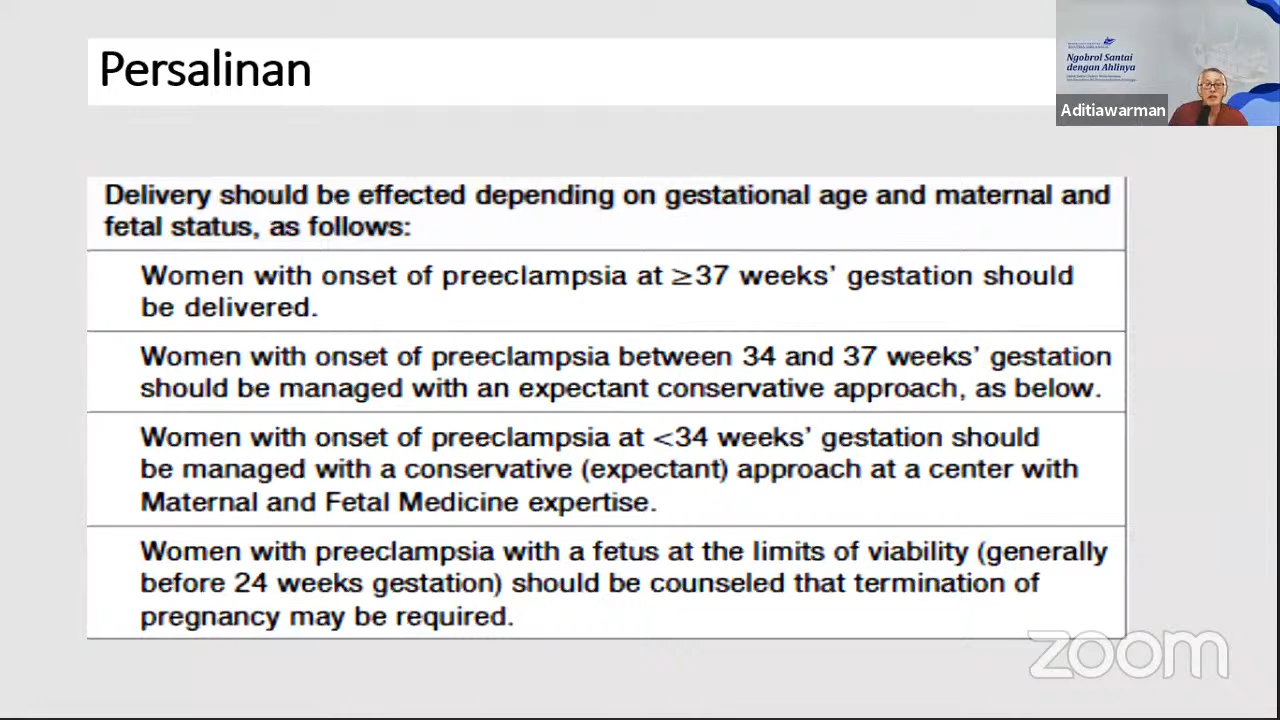 Persalinan
Ngobrol Santai
dengan Ahlinya
Aditiawarman
Delivery should be effected depending on gestational age and maternal and
fetal status, as follows:
Women with onset of preeclampsia at ≥37 weeks’ gestation should
be delivered.
Women with onset of preeclampsia between 34 and 37 weeks’ gestation
should be managed with an expectant conservative approach, as below.
Women with onset of preeclampsia at <34 weeks’ gestation should
be managed with a conservative (expectant) approach at a center with
Maternal and Fetal Medicine expertise.
Women with preeclampsia with a fetus at the limits of viability (generally
before 24 weeks gestation) should be counseled that termination of
pregnancy may be required.
zoom